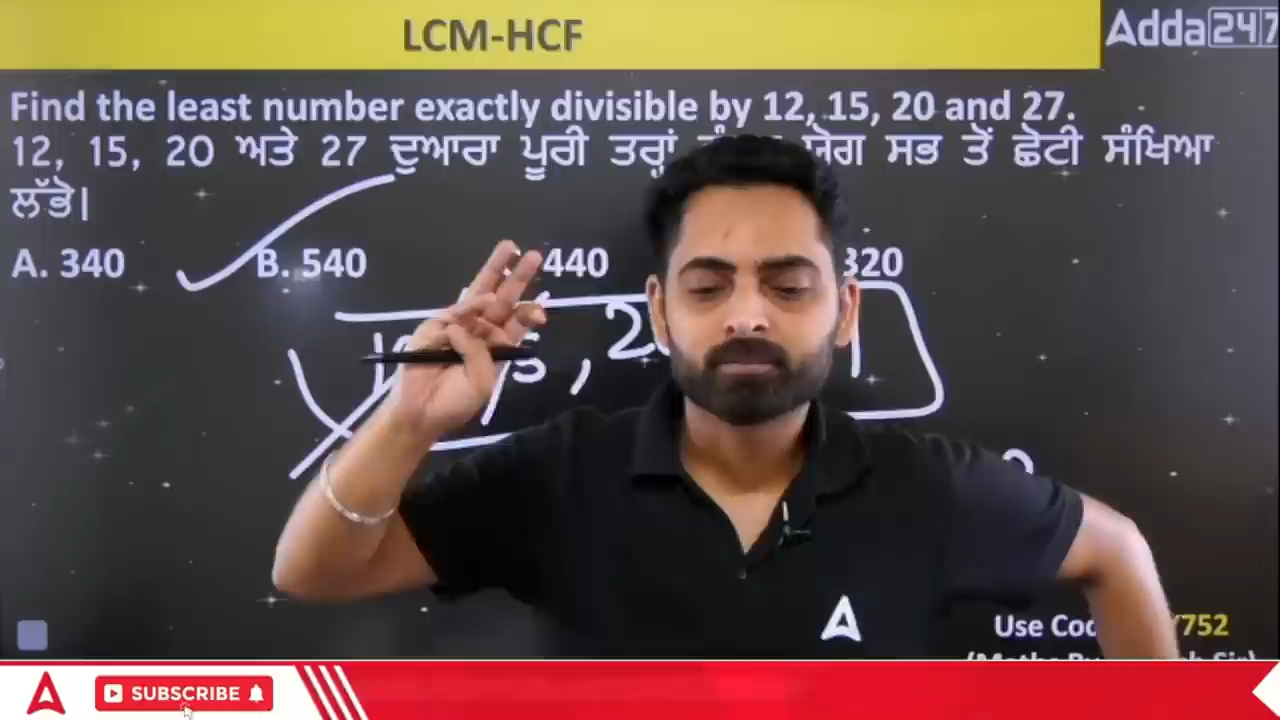 LCM-HCF
Adda247
Find the least number exactly divisible by 12, 15, 20 and 27.
12, 15, 20 ਅਤੇ 27 ਦੁਆਰਾ ਪੂਰੀ ਤਰ੍ਹਾਂ ਯੋਗ ਸਭ ਤੋਂ ਛੋਟੀ ਸੰਖਿਆ
ਲੱਭੋ।
A. 340 B. 540 440 320
Use 752
SUBSCRIBE